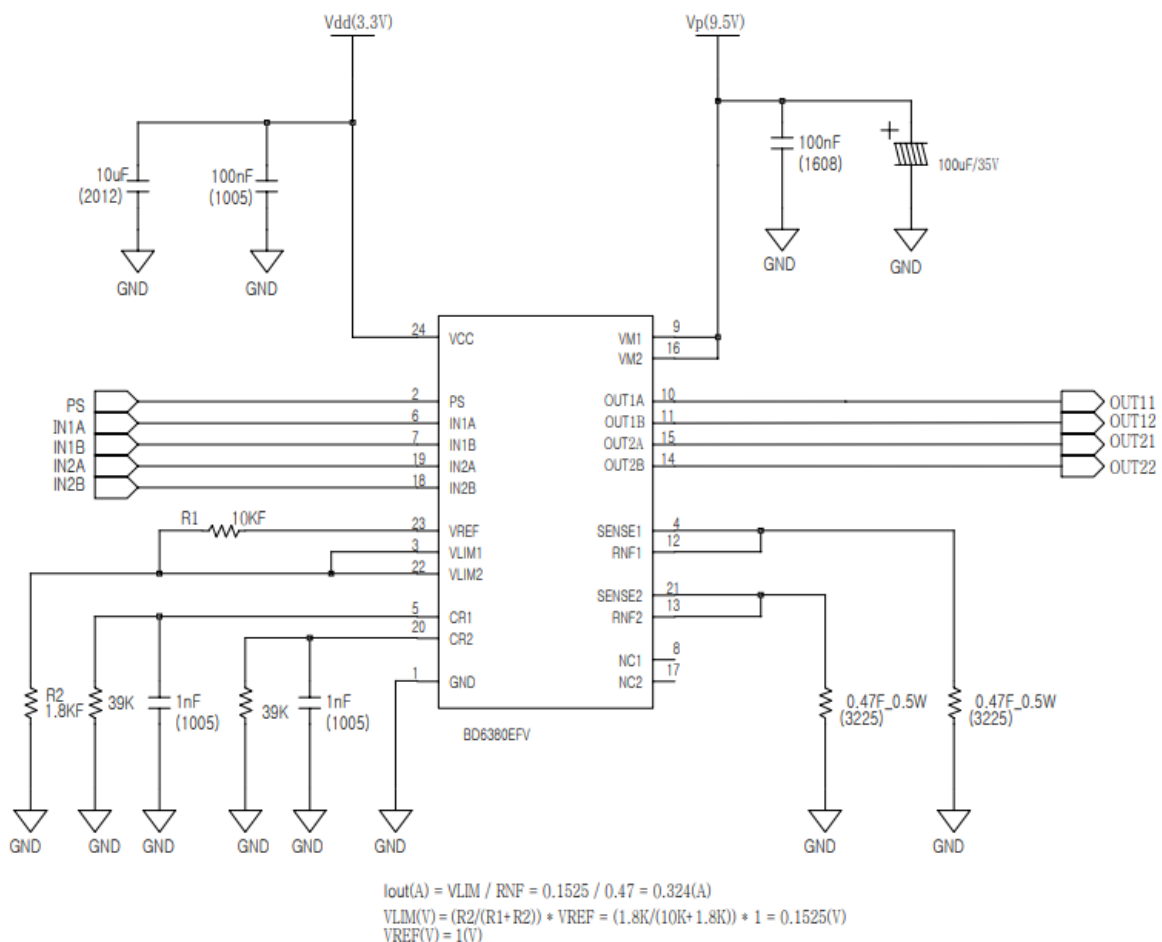 Vdd(3.3V)
Vp(9.5V)
10uF
(2012)
100nF
(1005)
100nF
(1608)
+
100uF/35V
GND
GND
GND
GND
24
VCC
VM1
9
VM2
16
PS
2
PS
OUT1A
10
OUT11
IN1A
6
IN1A
OUT1B
11
OUT12
IN1B
7
IN1B
OUT2A
15
OUT21
IN2A
19
IN2A
OUT2B
14
OUT22
IN2B
18
IN2B
R1
10KF
23
VREF
SENSE1
4
3
VLIM1
RNF1
12
22
VLIM2
SENSE2
21
5
CR1
RNF2
13
20
CR2
NC1
8
1
GND
NC2
17
R2
1.8KF
39K
1nF
(1005)
39K
1nF
(1005)
0.47F_0.5W
(3225)
0.47F_0.5W
(3225)
BD6380EFV
GND
GND
GND
GND
GND
GND
GND
GND
Iout(A) = VLIM / RNF = 0.1525 / 0.47 = 0.324(A)
VLIM(V) = (R2/(R1+R2)) * VREF = (1.8K/(10K+1.8K)) * 1 = 0.1525(V)
VREF(V) = 1(V)